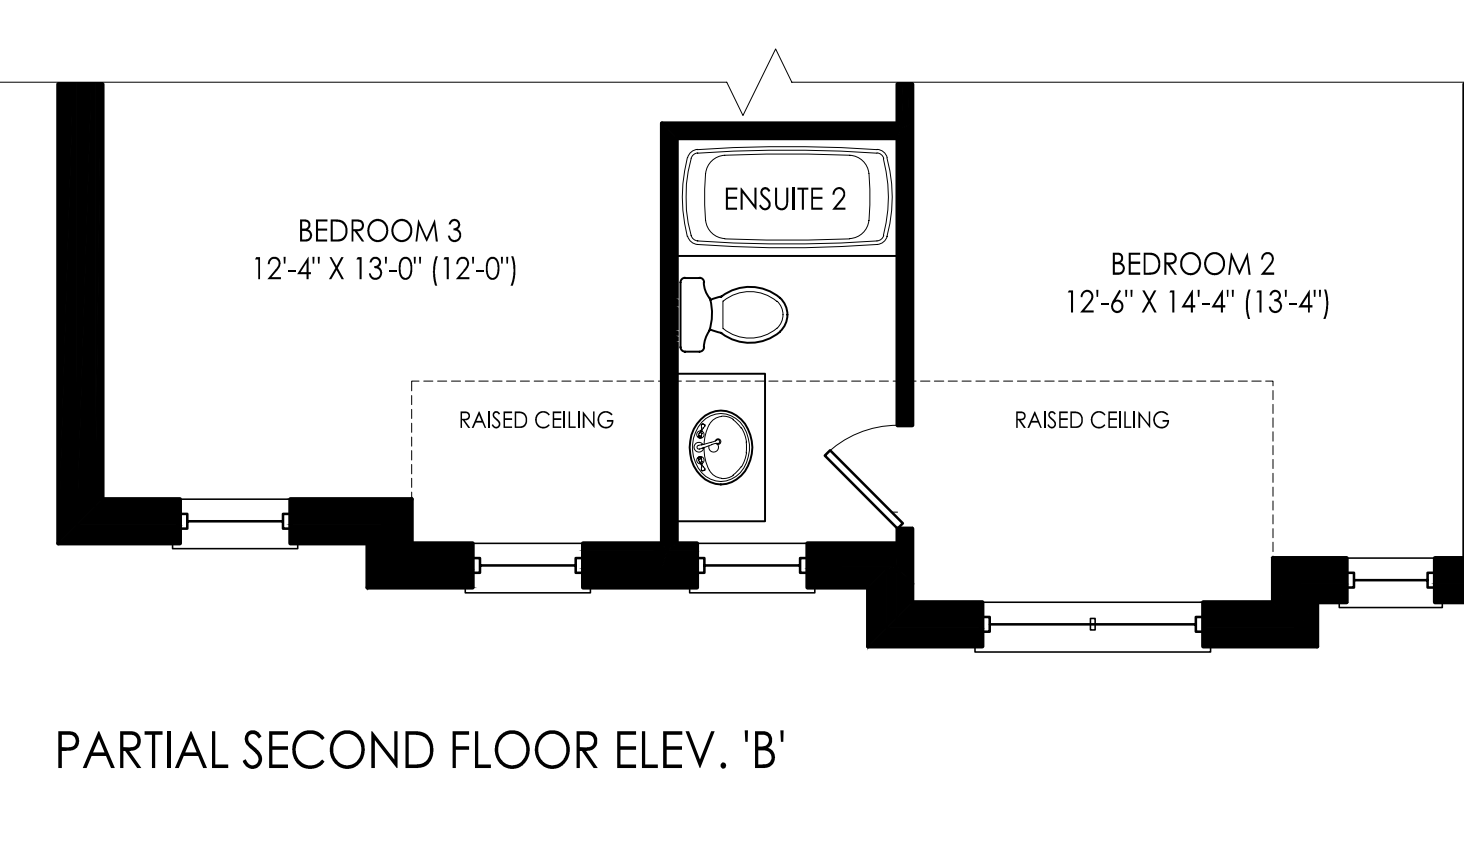 ENSUITE 2
BEDROOM 3
12'-4" X 13'-0" (12'-0")
BEDROOM 2
12'-6" X 14'-4" (13'-4")
RAISED CEILING
RAISED CEILING
PARTIAL SECOND FLOOR ELEV. 'B'